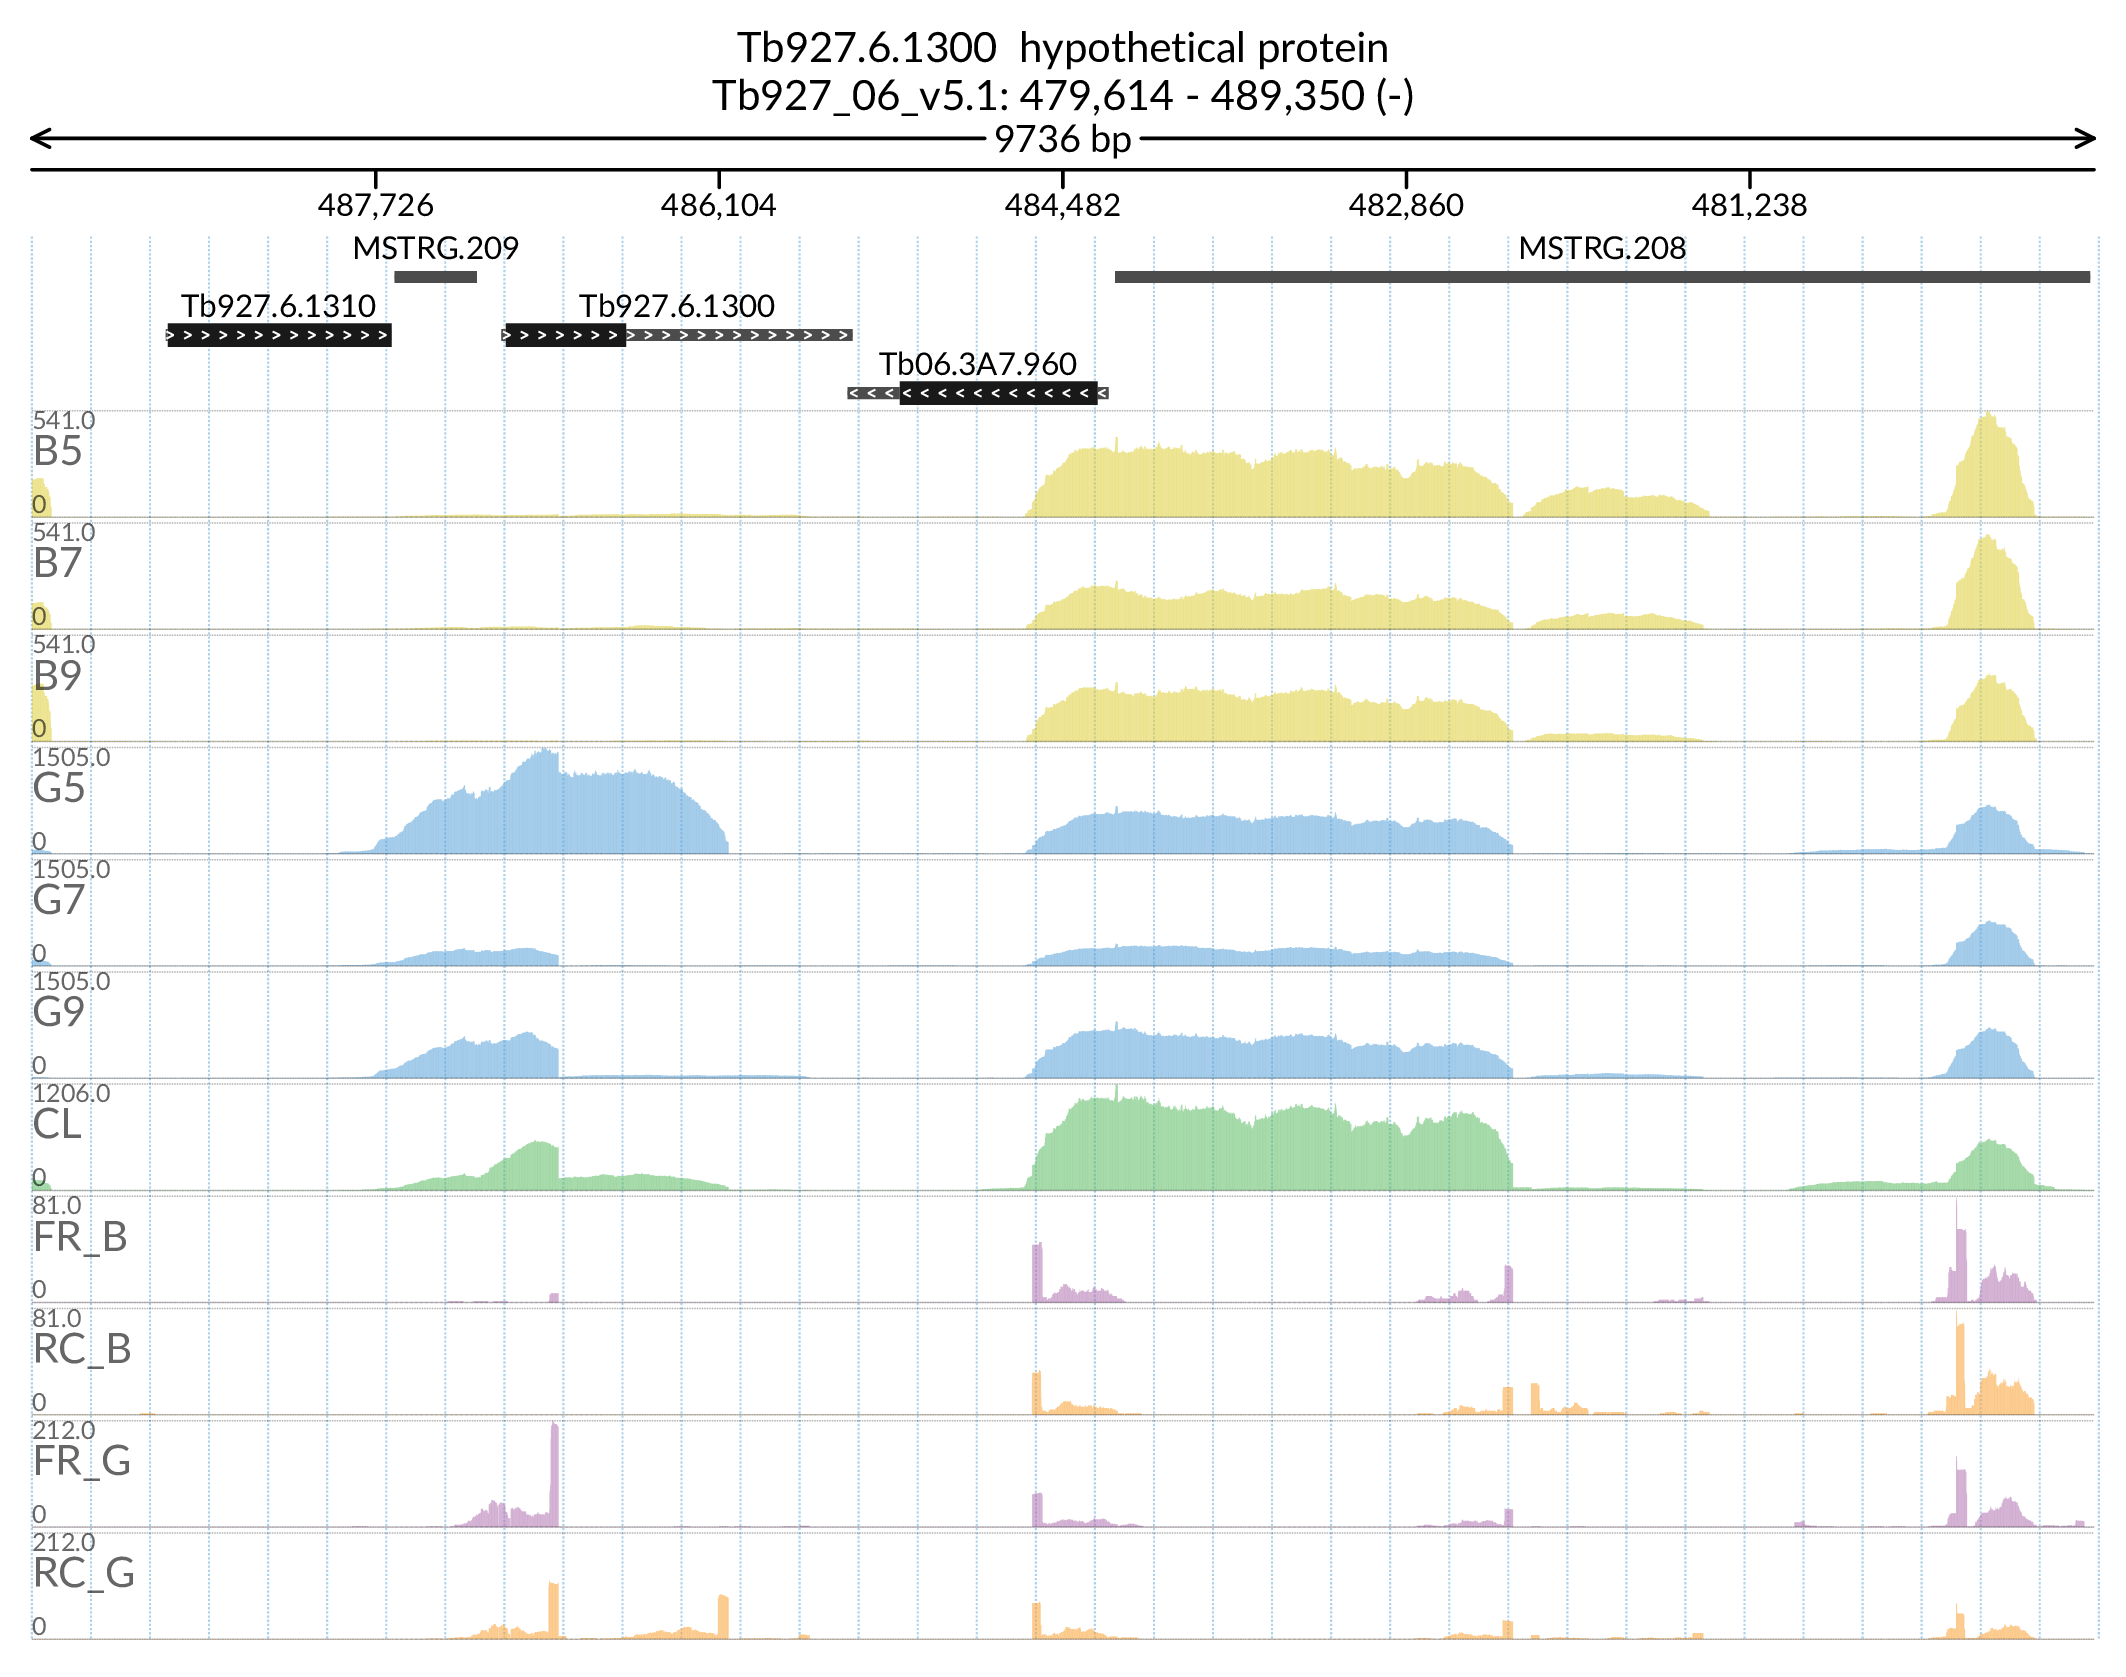 Tb927.6.1300  hypothetical protein
Tb927_06_v5.1: 479,614 - 489,350 (-)
9736 bp
487,726 486,104 484,482 482,860 481,238
MSTRG.209 MSTRG.208
Tb927.6.1310 Tb927.6.1300
Tb06.3A7.960
541.0
B5
0
541.0
B7
0
541.0
B9
0
1505.0
G5
0
1505.0
G7
0
1505.0
G9
0
1206.0
CL
0
81.0
FR_B
0
81.0
RC_B
0
212.0
FR_G
0
212.0
RC_G
0